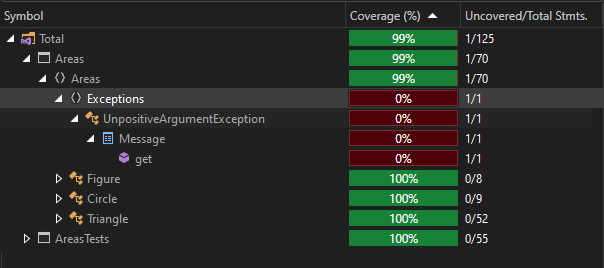 Symbol Coverage (%) Uncovered/Total Stmts.
Total 99% 1/125
Areas 99% 1/70
Areas 99% 1/70
Exceptions 0% 1/1
UnpositiveArgumentException 0% 1/1
Message 0% 1/1
get 0% 1/1
Figure 100% 0/8
Circle 100% 0/9
Triangle 100% 0/52
AreasTests 100% 0/55